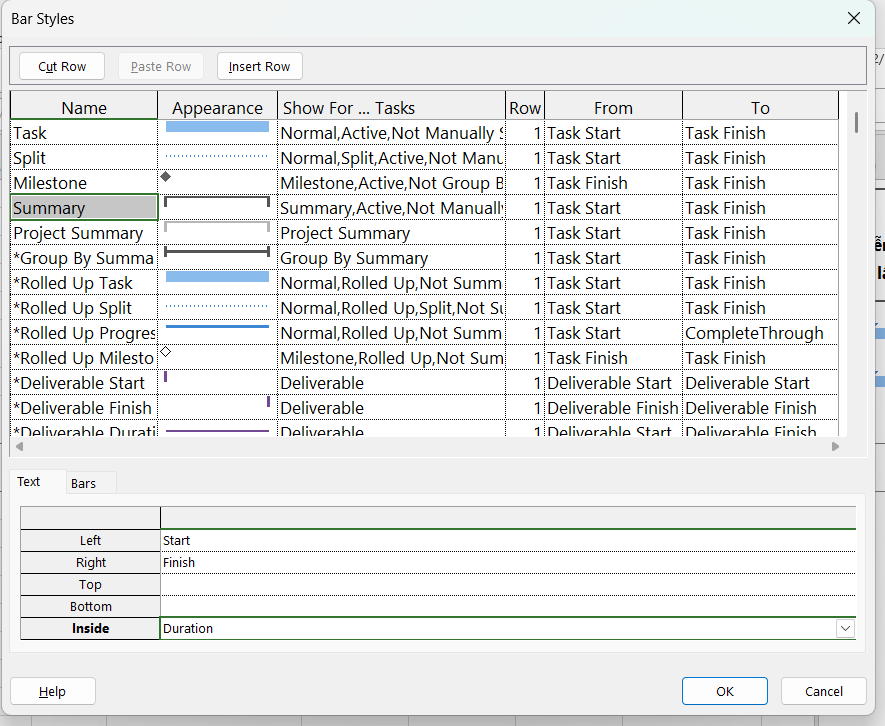 Bar Styles
Cut Row Paste Row Insert Row
Name Appearance Show For ... Tasks Row From To
Task Normal,Active,Not Manually S 1 Task Start Task Finish
Split Normal,Split,Active,Not Manu 1 Task Start Task Finish
Milestone Milestone,Active,Not Group B 1 Task Finish Task Finish
Summary Summary,Active,Not Manually 1 Task Start Task Finish
Project Summary Project Summary 1 Task Start Task Finish
*Group By Summa Group By Summary 1 Task Start Task Finish
*Rolled Up Task Normal,Rolled Up,Not Summ 1 Task Start Task Finish
*Rolled Up Split Normal,Rolled Up,Split,Not Su 1 Task Start Task Finish
*Rolled Up Progres Normal,Rolled Up,Not Summ 1 Task Start CompleteThrough
*Rolled Up Milesto Milestone,Rolled Up,Not Sum 1 Task Finish Task Finish
*Deliverable Start Deliverable 1 Deliverable Start Deliverable Start
*Deliverable Finish Deliverable 1 Deliverable Finish Deliverable Finish
*Deliverable Durati Deliverable 1 Deliverable Start Deliverable Finish
Text Bars
Left Start
Right Finish
Top
Bottom
Inside Duration
Help OK Cancel